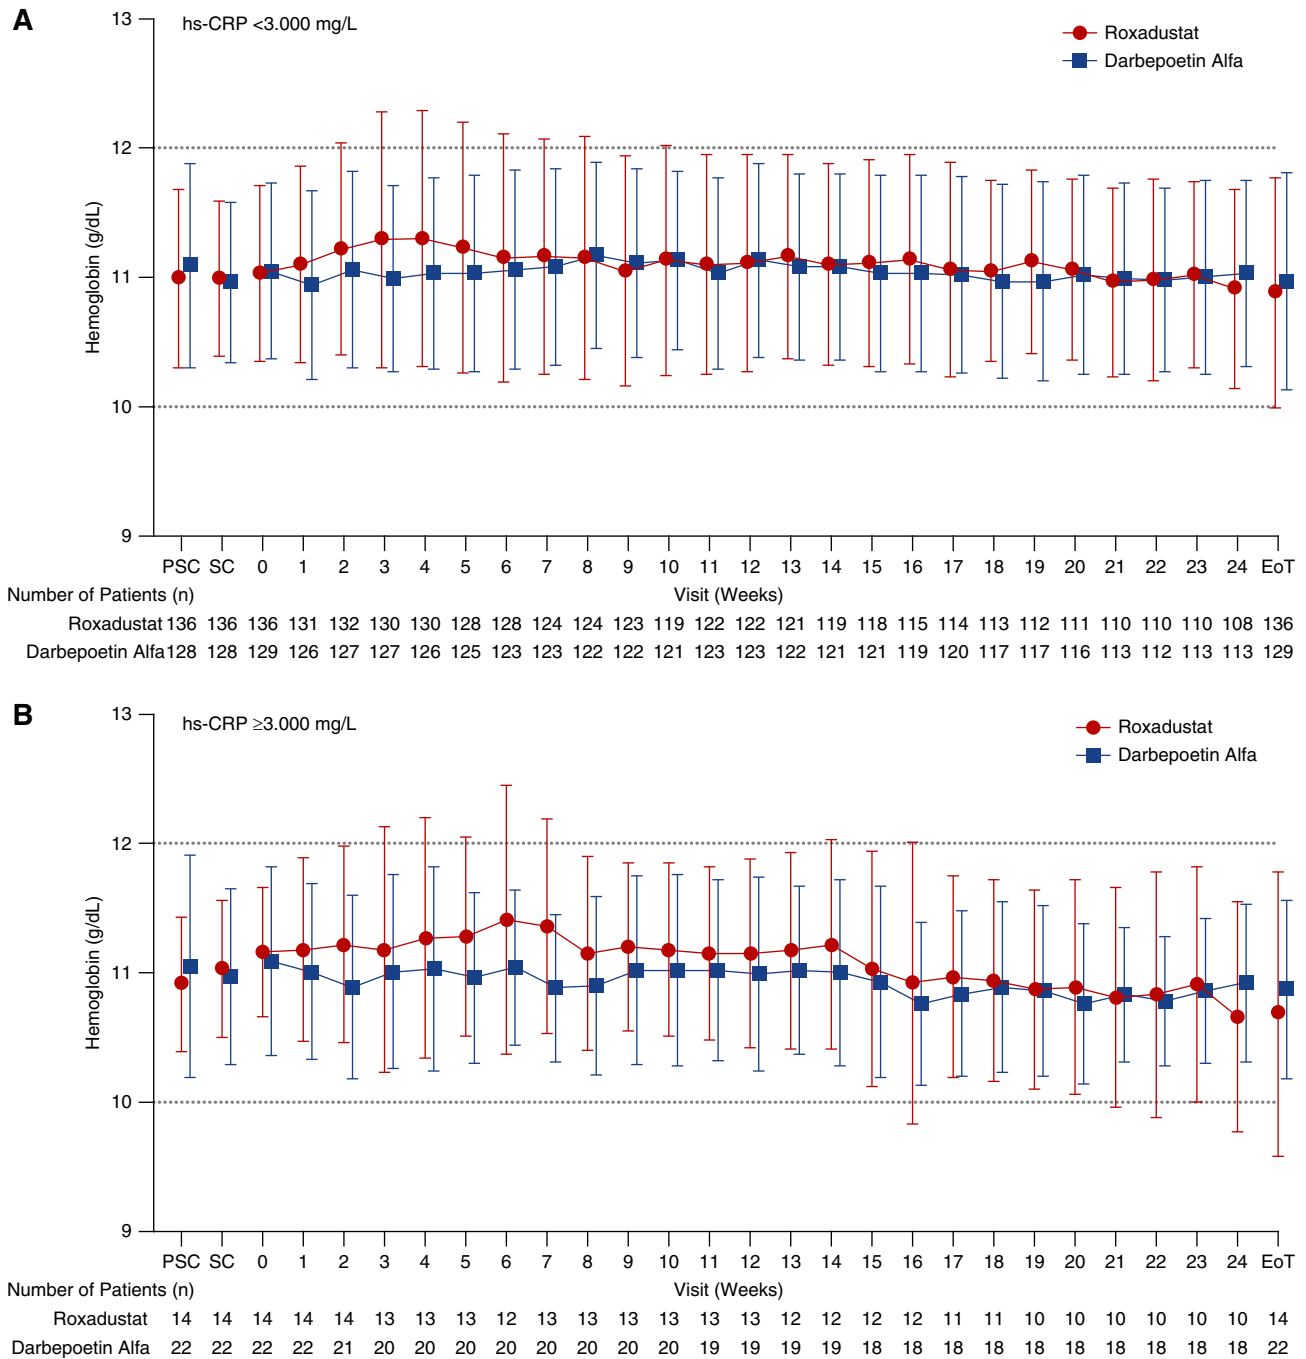 A
hs-CRP <3.000 mg/L
Roxadustat
Darbepoetin Alfa
Hemoglobin (g/dL)
13
12
11
10
9
PSC SC 0 1 2 3 4 5 6 7 8 9 10 11 12 13 14 15 16 17 18 19 20 21 22 23 24 EoT
Number of Patients (n) Visit (Weeks)
Roxadustat 136 136 136 131 132 130 130 128 128 124 124 123 119 122 122 121 119 118 115 114 113 112 111 110 110 110 108 136
Darbepoetin Alfa 128 128 129 126 127 127 126 125 123 123 122 122 121 123 123 122 121 121 119 120 117 117 116 113 112 113 113 129
B
hs-CRP ≥3.000 mg/L
Roxadustat
Darbepoetin Alfa
Hemoglobin (g/dL)
13
12
11
10
9
PSC SC 0 1 2 3 4 5 6 7 8 9 10 11 12 13 14 15 16 17 18 19 20 21 22 23 24 EoT
Number of Patients (n) Visit (Weeks)
Roxadustat 14 14 14 14 14 13 13 13 12 13 13 13 13 13 13 12 12 12 12 11 11 10 10 10 10 10 10 14
Darbepoetin Alfa 22 22 22 22 21 20 20 20 20 20 20 20 20 19 19 19 19 18 18 18 18 18 18 18 18 18 18 22